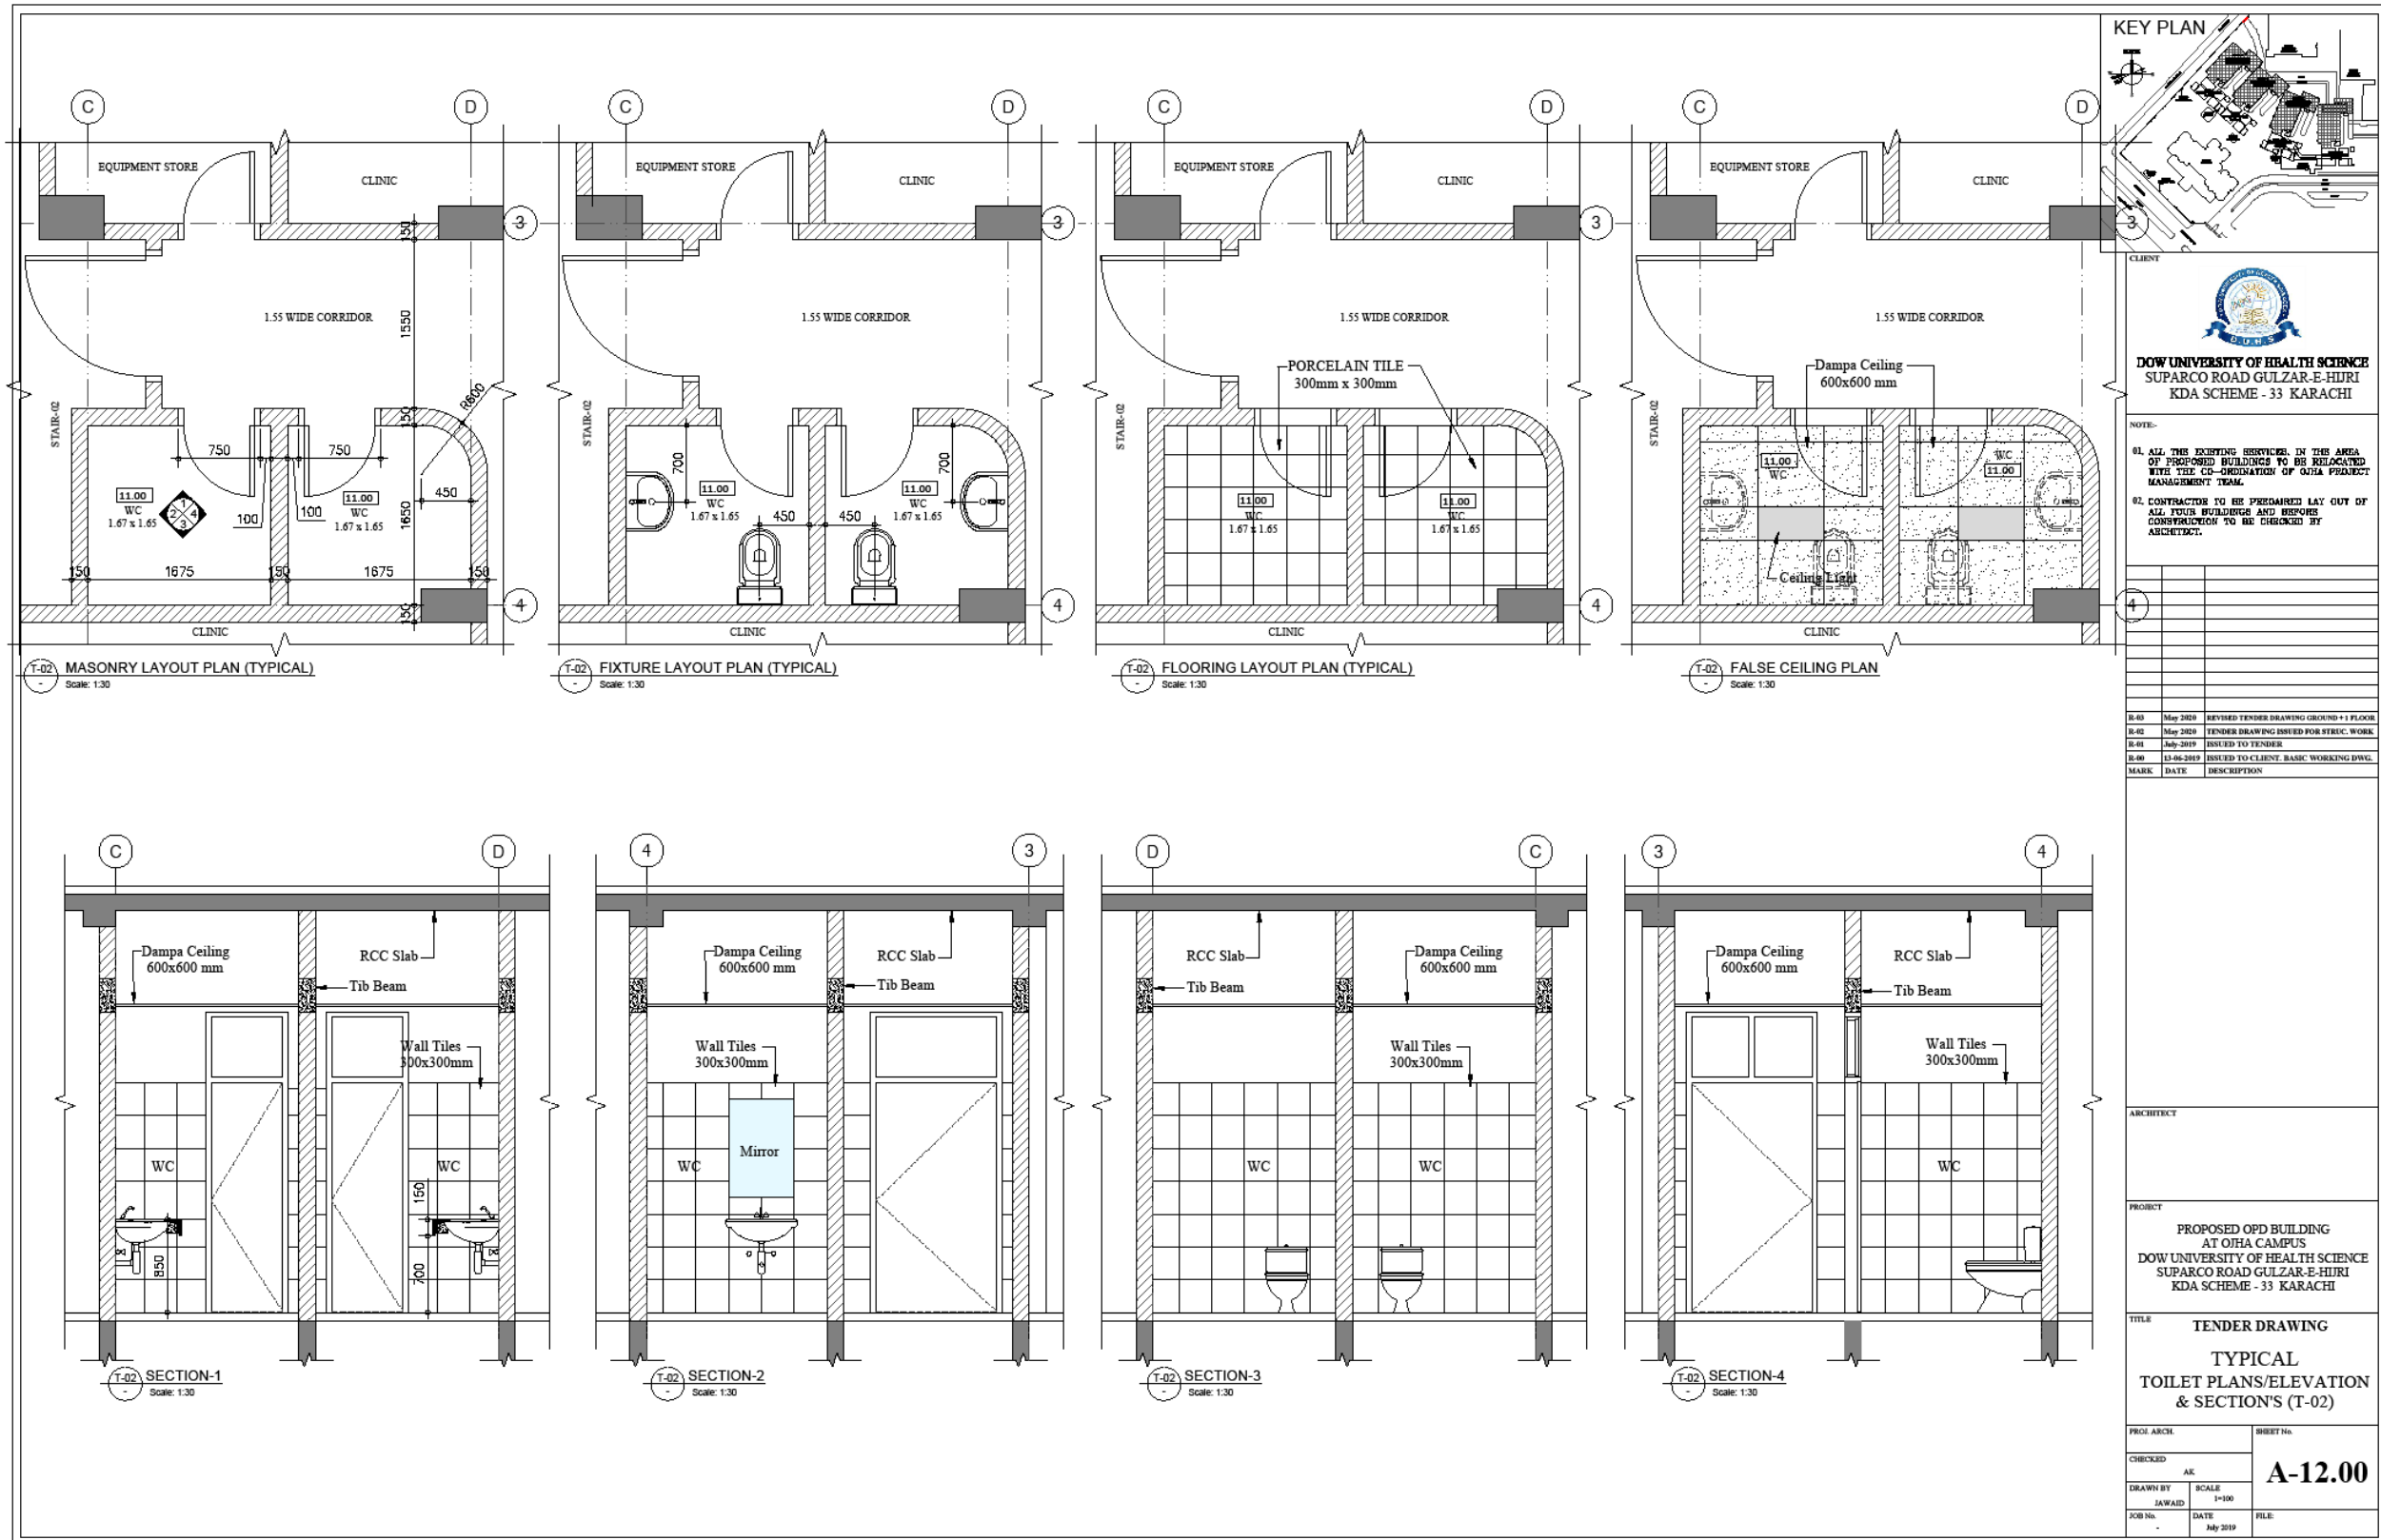 C
D
EQUIPMENT STORE
CLINIC
3
150
1.55 WIDE CORRIDOR
1550
STAIR-02
R600
150
750
750
450
11.00
WC
1.67 x 1.65
1
2
4
3
100
100
11.00
WC
1.67 x 1.65
1650
150
1675
150
1675
150
150
4
CLINIC
T-02
-
MASONRY LAYOUT PLAN (TYPICAL)
Scale: 1:30
C
D
EQUIPMENT STORE
CLINIC
3
1.55 WIDE CORRIDOR
STAIR-02
700
700
11.00
WC
1.67 x 1.65
11.00
WC
1.67 x 1.65
450
450
4
CLINIC
T-02
-
FIXTURE LAYOUT PLAN (TYPICAL)
Scale: 1:30
C
D
EQUIPMENT STORE
CLINIC
3
1.55 WIDE CORRIDOR
PORCELAIN TILE
300mm x 300mm
STAIR-02
11.00
WC
1.67 x 1.65
11.00
WC
1.67 x 1.65
4
CLINIC
T-02
-
FLOORING LAYOUT PLAN (TYPICAL)
Scale: 1:30
C
D
EQUIPMENT STORE
CLINIC
3
1.55 WIDE CORRIDOR
Dampa Ceiling
600x600 mm
STAIR-02
11.00
WC
WC
11.00
Ceiling Light
4
CLINIC
T-02
-
FALSE CEILING PLAN
Scale: 1:30
C
D
Dampa Ceiling
600x600 mm
RCC Slab
Tib Beam
Wall Tiles
300x300mm
WC
WC
150
850
700
T-02
-
SECTION-1
Scale: 1:30
4
3
Dampa Ceiling
600x600 mm
RCC Slab
Tib Beam
Wall Tiles
300x300mm
WC
Mirror
T-02
-
SECTION-2
Scale: 1:30
D
C
RCC Slab
Dampa Ceiling
600x600 mm
Tib Beam
Wall Tiles
300x300mm
WC
WC
T-02
-
SECTION-3
Scale: 1:30
3
4
Dampa Ceiling
600x600 mm
RCC Slab
Tib Beam
Wall Tiles
300x300mm
WC
T-02
-
SECTION-4
Scale: 1:30
KEY PLAN
CLIENT
D.U.H.S
DOW UNIVERSITY OF HEALTH SCIENCE
SUPARCO ROAD GULZAR-E-HIJRI
KDA SCHEME - 33 KARACHI
NOTE:-
01. ALL THE EXISTING SERVICES. IN THE AREA
OF PROPOSED BUILDINGS TO BE RELOCATED
WITH THE CO-ORDINATION OF OJHA PROJECT
MANAGEMENT TEAM.
02. CONTRACTOR TO BE PREDAIRED LAY OUT OF
ALL FOUR BUILDINGS AND BEFORE
CONSTRUCTION TO BE CHECKED BY
ARCHITECT.
R-03 May 2020 REVISED TENDER DRAWING GROUND + 1 FLOOR
R-02 May 2020 TENDER DRAWING ISSUED FOR STRUC. WORK
R-01 July-2019 ISSUED TO TENDER
R-00 13-06-2019 ISSUED TO CLIENT. BASIC WORKING DWG.
MARK DATE DESCRIPTION
ARCHITECT
PROJECT
PROPOSED OPD BUILDING
AT OJHA CAMPUS
DOW UNIVERSITY OF HEALTH SCIENCE
SUPARCO ROAD GULZAR-E-HIJRI
KDA SCHEME - 33 KARACHI
TITLE
TENDER DRAWING
TYPICAL
TOILET PLANS/ELEVATION
& SECTION'S (T-02)
PROJ. ARCH.
SHEET No.
CHECKED
AK
A-12.00
DRAWN BY
JAWAID
SCALE
1=100
JOB No.
-
DATE
July 2019
FILE: